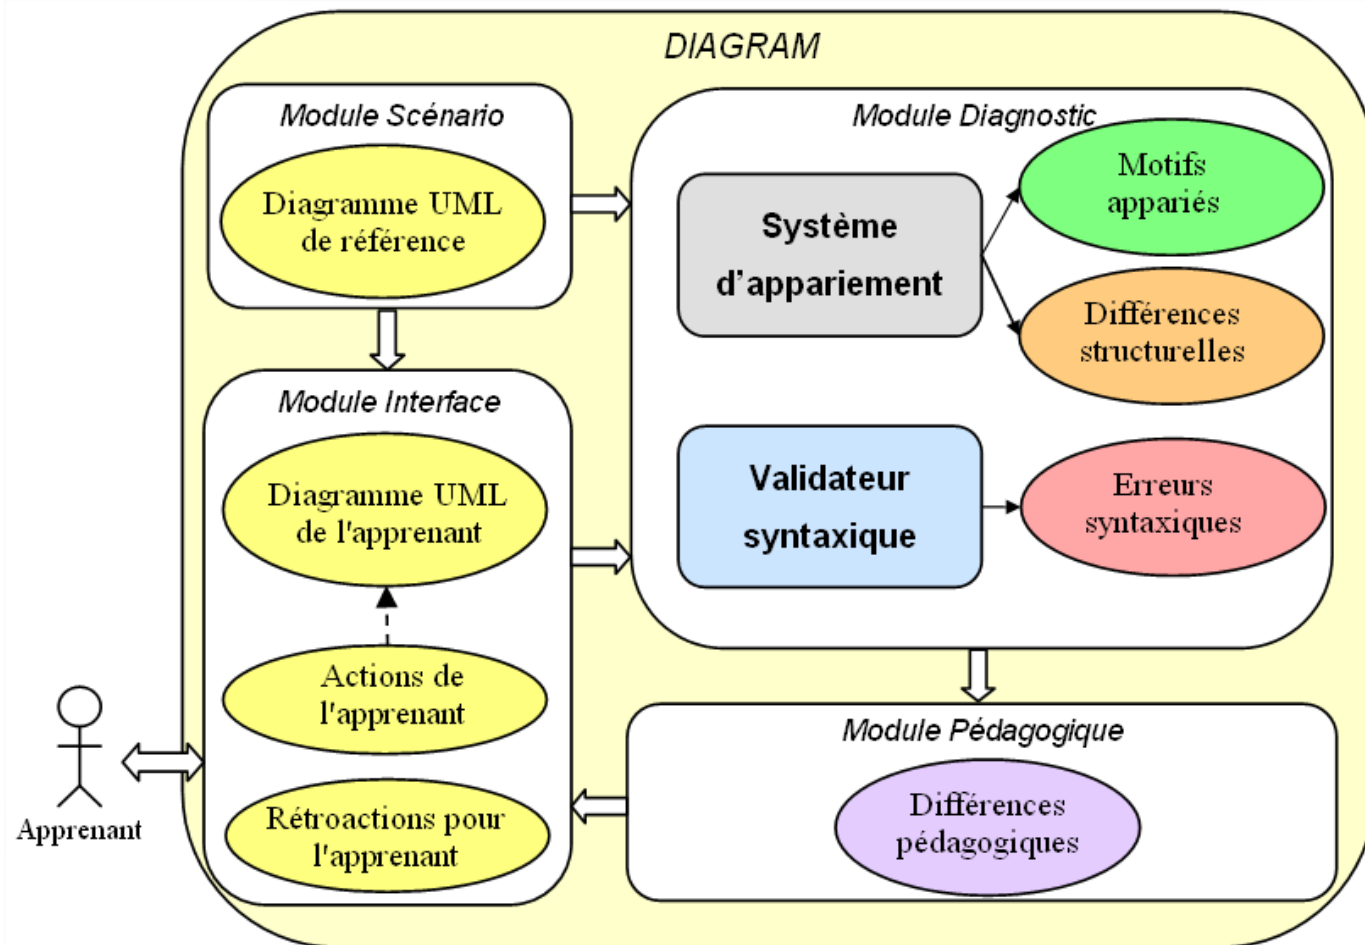 DIAGRAM
Module Scénario
Diagramme UML
de référence
Module Interface
Diagramme UML
de l'apprenant
Actions de
l'apprenant
Rétroactions pour
l'apprenant
Apprenant
Module Diagnostic
Système
d’appariement
Motifs
appariés
Différences
structurelles
Validateur
syntaxique
Erreurs
syntaxiques
Module Pédagogique
Différences
pédagogiques